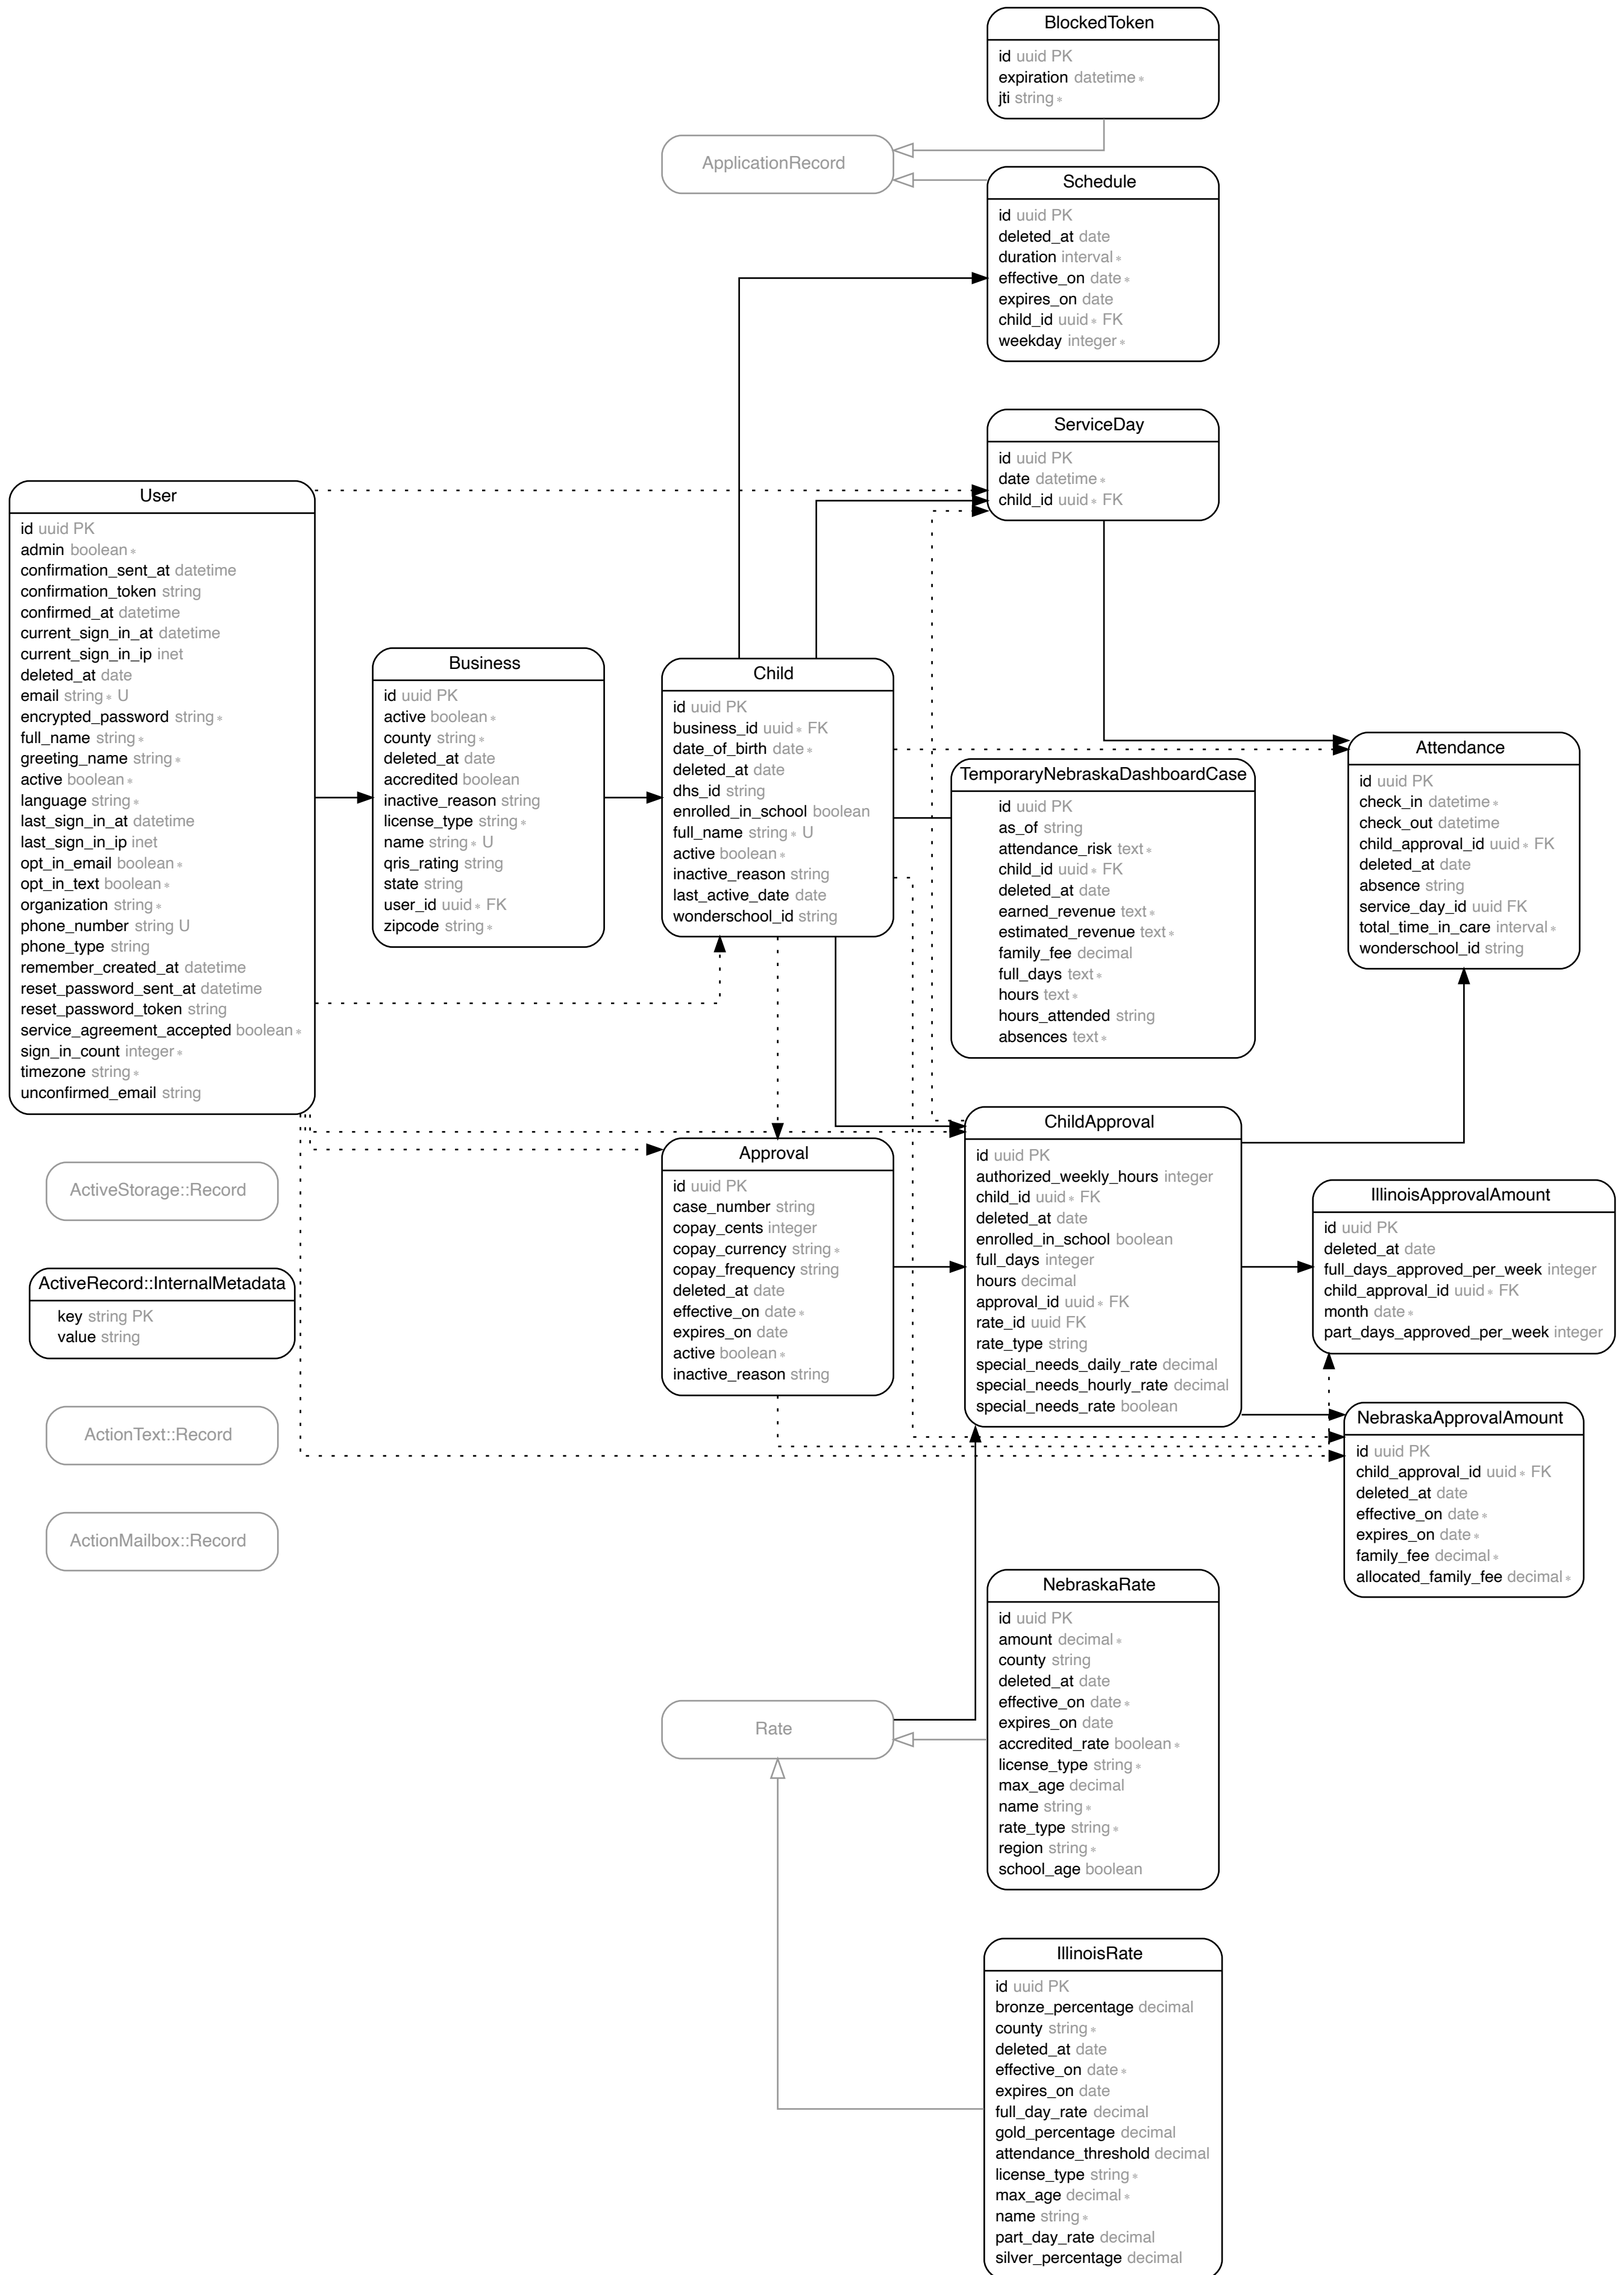 BlockedToken
id uuid PK
expiration datetime ∗
jti string ∗
ApplicationRecord
Schedule
id uuid PK
deleted_at date
duration interval ∗
effective_on date ∗
expires_on date
child_id uuid ∗ FK
weekday integer ∗
ServiceDay
id uuid PK
date datetime ∗
child_id uuid ∗ FK
User
id uuid PK
admin boolean ∗
confirmation_sent_at datetime
confirmation_token string
confirmed_at datetime
current_sign_in_at datetime
current_sign_in_ip inet
deleted_at date
email string ∗ U
encrypted_password string ∗
full_name string ∗
greeting_name string ∗
active boolean ∗
language string ∗
last_sign_in_at datetime
last_sign_in_ip inet
opt_in_email boolean ∗
opt_in_text boolean ∗
organization string ∗
phone_number string U
phone_type string
remember_created_at datetime
reset_password_sent_at datetime
reset_password_token string
service_agreement_accepted boolean ∗
sign_in_count integer ∗
timezone string ∗
unconfirmed_email string
Business
id uuid PK
active boolean ∗
county string ∗
deleted_at date
accredited boolean
inactive_reason string
license_type string ∗
name string ∗ U
qris_rating string
state string
user_id uuid ∗ FK
zipcode string ∗
Child
id uuid PK
business_id uuid ∗ FK
date_of_birth date ∗
deleted_at date
dhs_id string
enrolled_in_school boolean
full_name string ∗ U
active boolean ∗
inactive_reason string
last_active_date date
wonderschool_id string
TemporaryNebraskaDashboardCase
id uuid PK
as_of string
attendance_risk text ∗
child_id uuid ∗ FK
deleted_at date
earned_revenue text ∗
estimated_revenue text ∗
family_fee decimal
full_days text ∗
hours text ∗
hours_attended string
absences text ∗
Attendance
id uuid PK
check_in datetime ∗
check_out datetime
child_approval_id uuid ∗ FK
deleted_at date
absence string
service_day_id uuid FK
total_time_in_care interval ∗
wonderschool_id string
ActiveStorage::Record
ActiveRecord::InternalMetadata
key string PK
value string
ActionText::Record
ActionMailbox::Record
Approval
id uuid PK
case_number string
copay_cents integer
copay_currency string ∗
copay_frequency string
deleted_at date
effective_on date ∗
expires_on date
active boolean ∗
inactive_reason string
ChildApproval
id uuid PK
authorized_weekly_hours integer
child_id uuid ∗ FK
deleted_at date
enrolled_in_school boolean
full_days integer
hours decimal
approval_id uuid ∗ FK
rate_id uuid FK
rate_type string
special_needs_daily_rate decimal
special_needs_hourly_rate decimal
special_needs_rate boolean
IllinoisApprovalAmount
id uuid PK
deleted_at date
full_days_approved_per_week integer
child_approval_id uuid ∗ FK
month date ∗
part_days_approved_per_week integer
NebraskaApprovalAmount
id uuid PK
child_approval_id uuid ∗ FK
deleted_at date
effective_on date ∗
expires_on date ∗
family_fee decimal ∗
allocated_family_fee decimal ∗
Rate
NebraskaRate
id uuid PK
amount decimal ∗
county string
deleted_at date
effective_on date ∗
expires_on date
accredited_rate boolean ∗
license_type string ∗
max_age decimal
name string ∗
rate_type string ∗
region string ∗
school_age boolean
IllinoisRate
id uuid PK
bronze_percentage decimal
county string ∗
deleted_at date
effective_on date ∗
expires_on date
full_day_rate decimal
gold_percentage decimal
attendance_threshold decimal
license_type string ∗
max_age decimal ∗
name string ∗
part_day_rate decimal
silver_percentage decimal